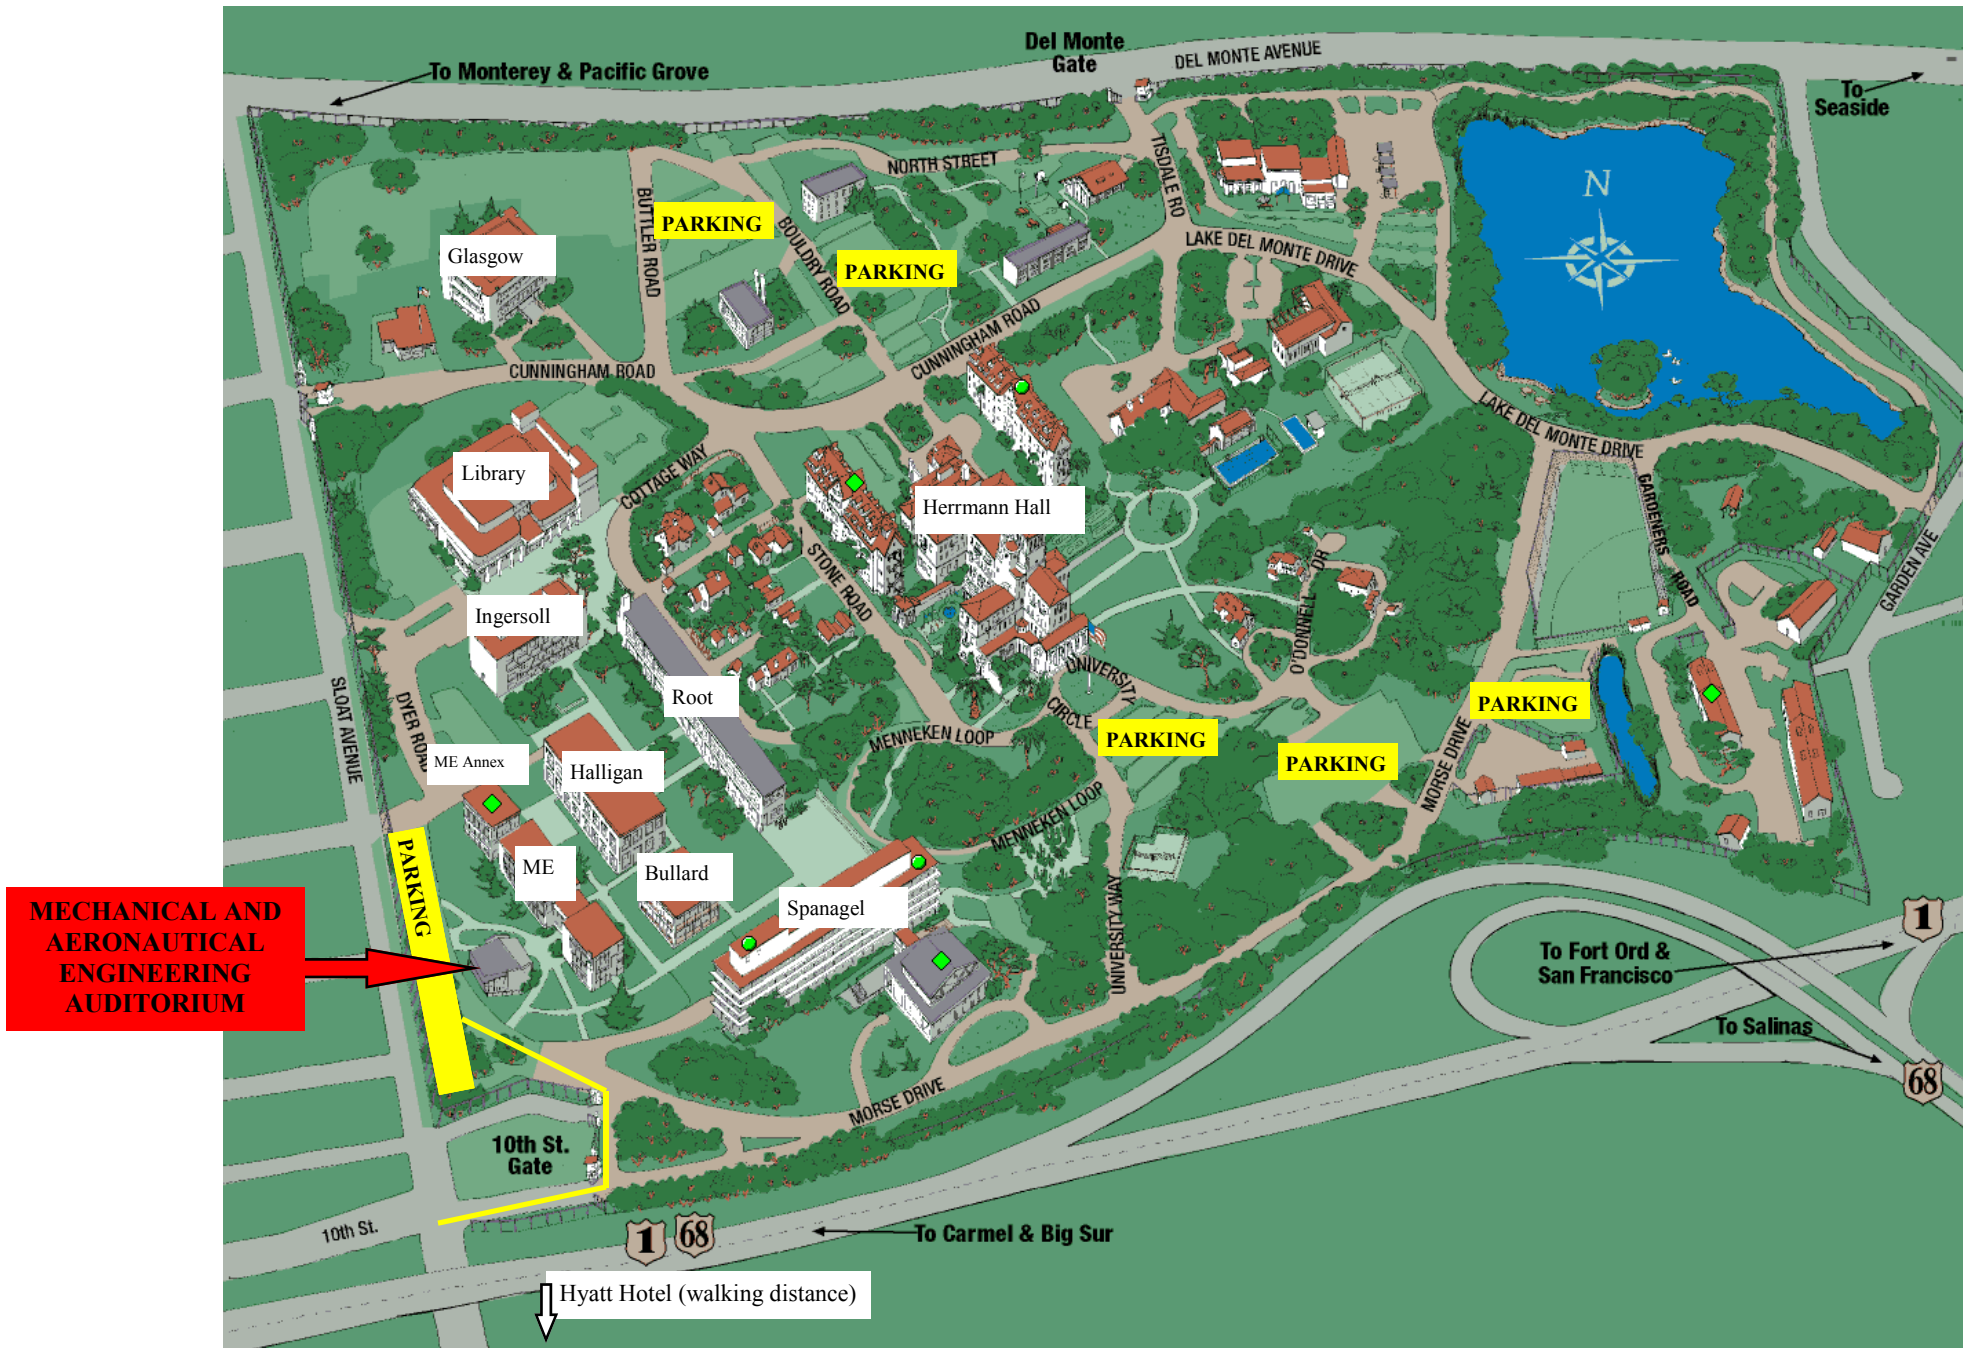 Del Monte
Gate
DEL MONTE AVENUE
To Monterey & Pacific Grove
To
Seaside
NORTH STREET
TISDALE RD
BUTTLER ROAD
PARKING
BOULDRY ROAD
PARKING
N
Glasgow
LAKE DEL MONTE DRIVE
CUNNINGHAM ROAD
CUNNINGHAM ROAD
LAKE DEL MONTE DRIVE
Library
COTTAGE WAY
Herrmann Hall
GARDENERS
ROAD
STONE ROAD
O'DONNELL DR
GARDEN AVE
Ingersoll
SLOAT AVENUE
DYER ROAD
Root
UNIVERSITY
CIRCLE
PARKING
MENNEKEN LOOP
PARKING
PARKING
MORSE DRIVE
ME Annex
Halligan
MENNEKEN LOOP
PARKING
ME
Bullard
Spanagel
UNIVERSITY WAY
MECHANICAL AND
AERONAUTICAL
ENGINEERING
AUDITORIUM
1
To Fort Ord &
San Francisco
To Salinas
68
MORSE DRIVE
10th St.
Gate
10th St.
1
68
To Carmel & Big Sur
Hyatt Hotel (walking distance)